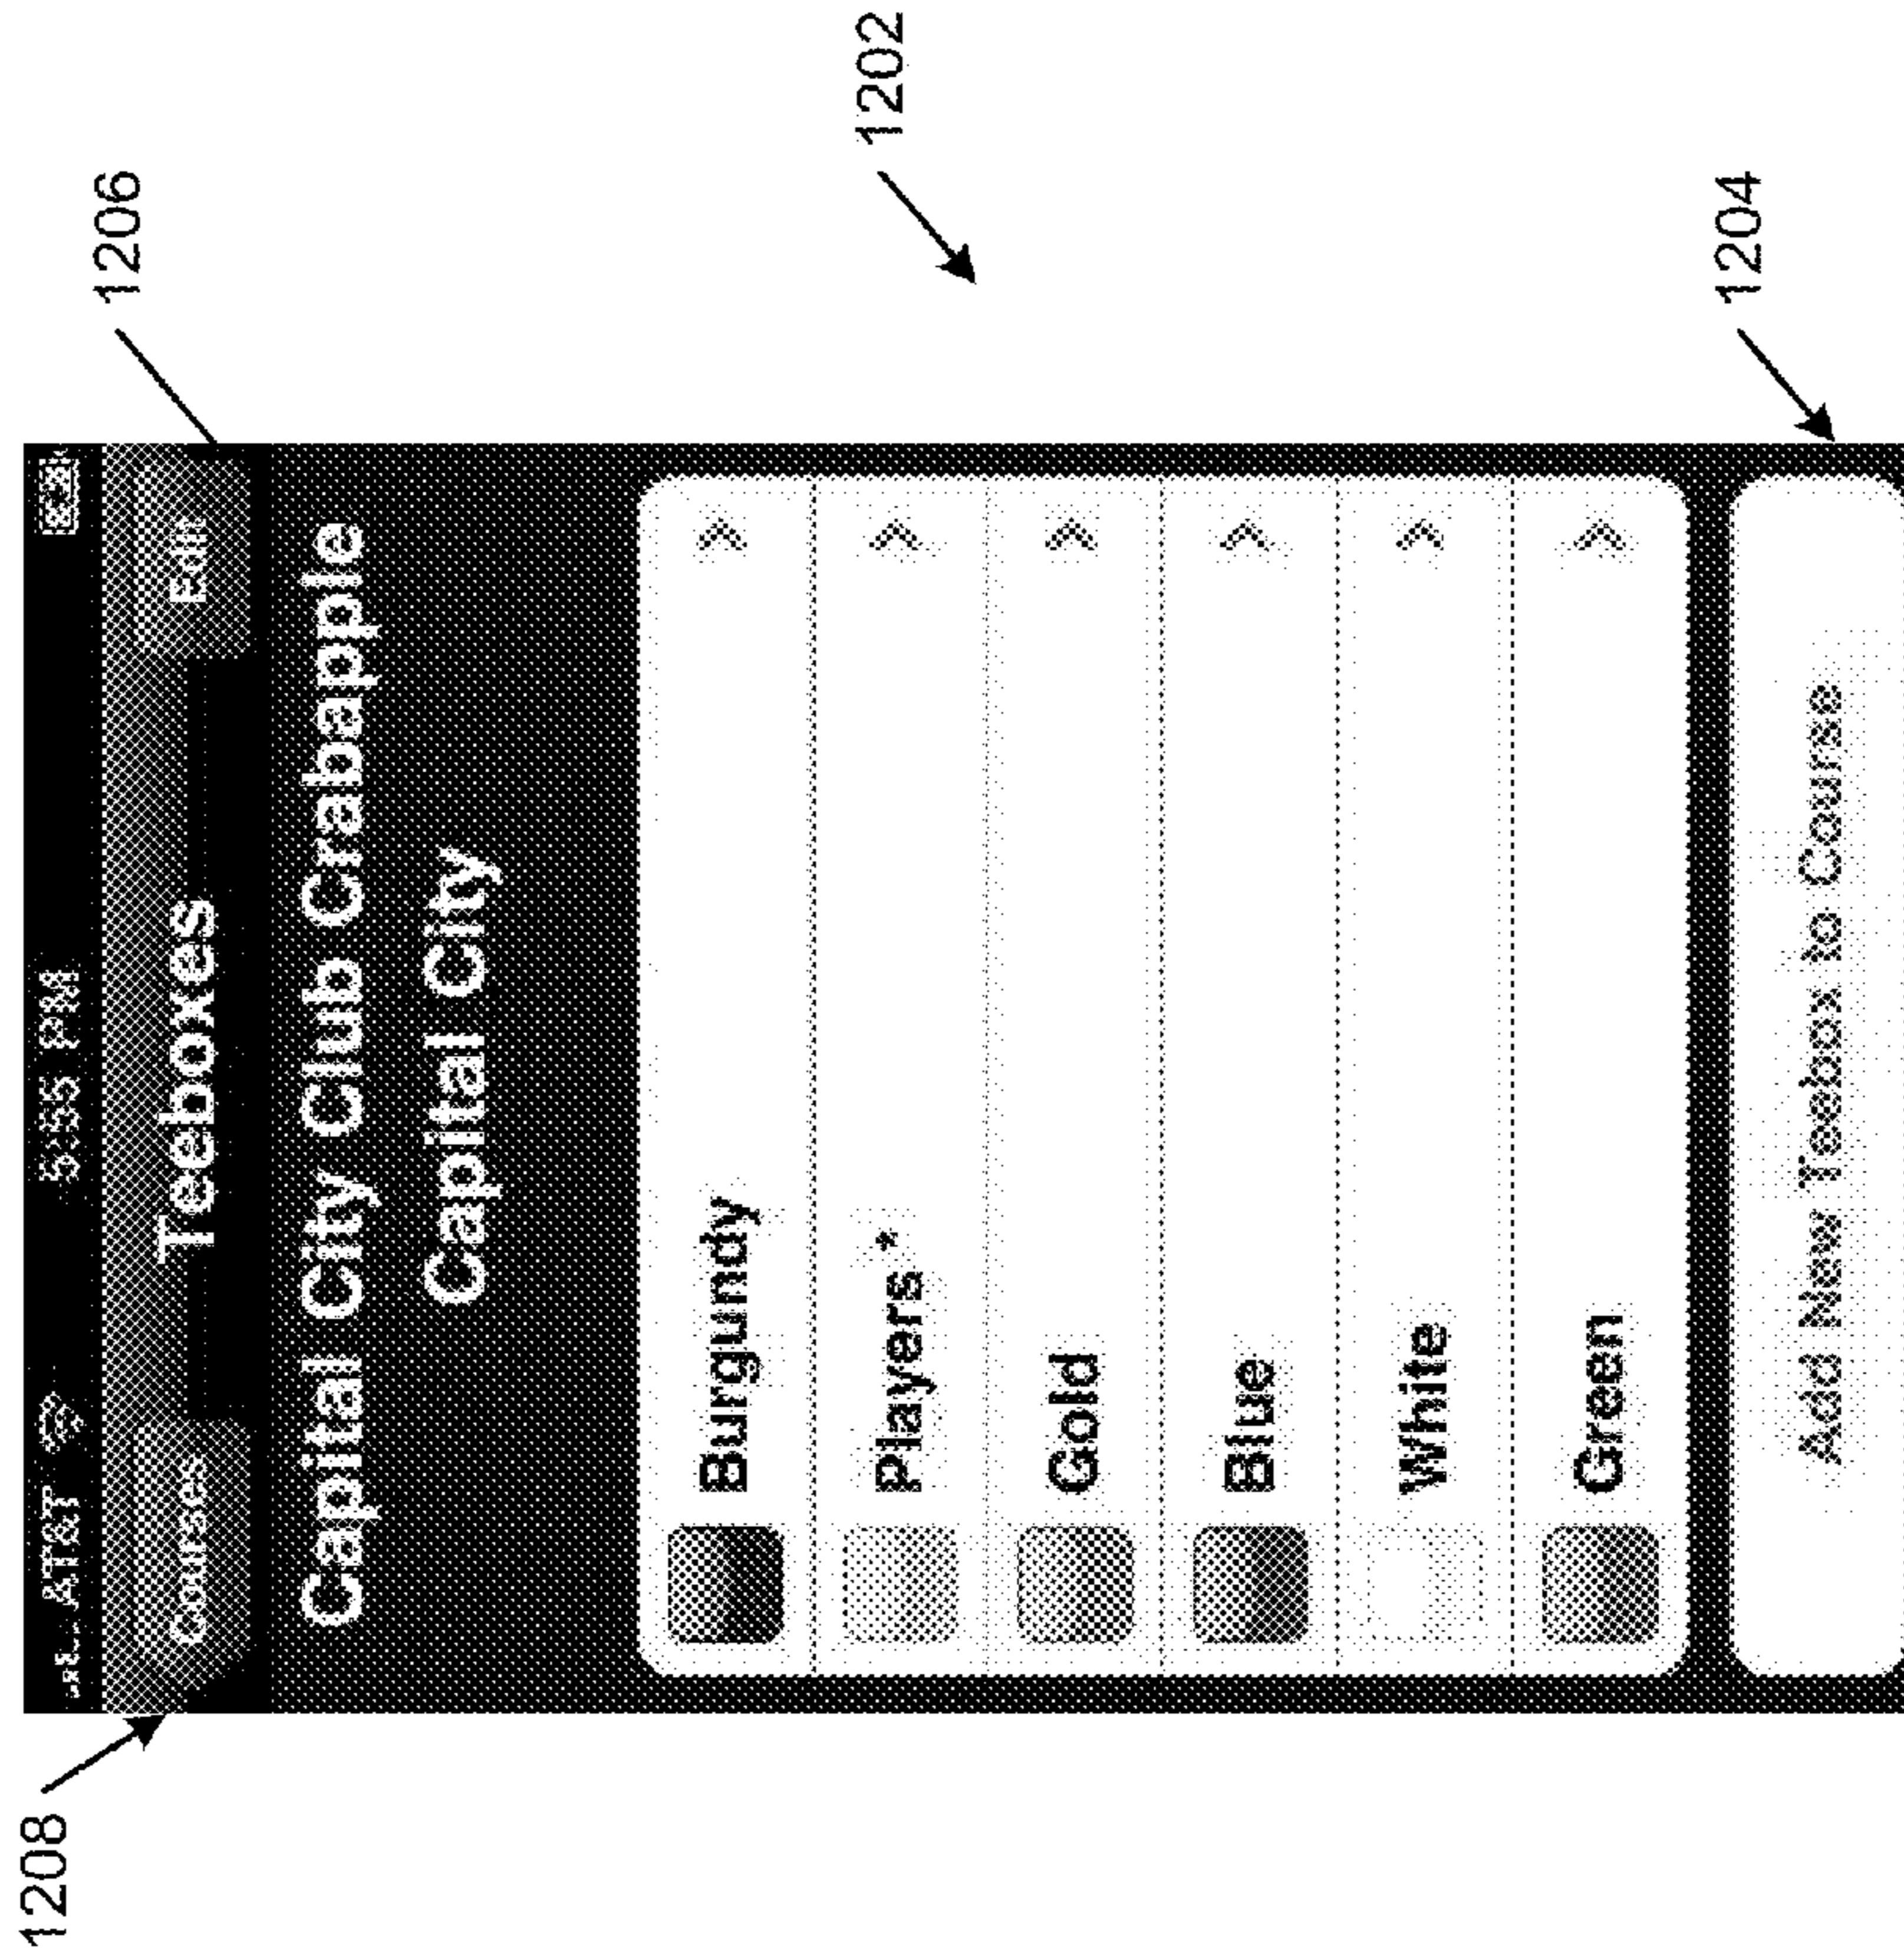 1208
1206
AT&T 5:55 PM
Courses Teeboxes Edit
Capital City Club Crabapple
Capital City
1202
Burgundy
Players *
Gold
Blue
White
Green
1204
Add New Teebox to Course